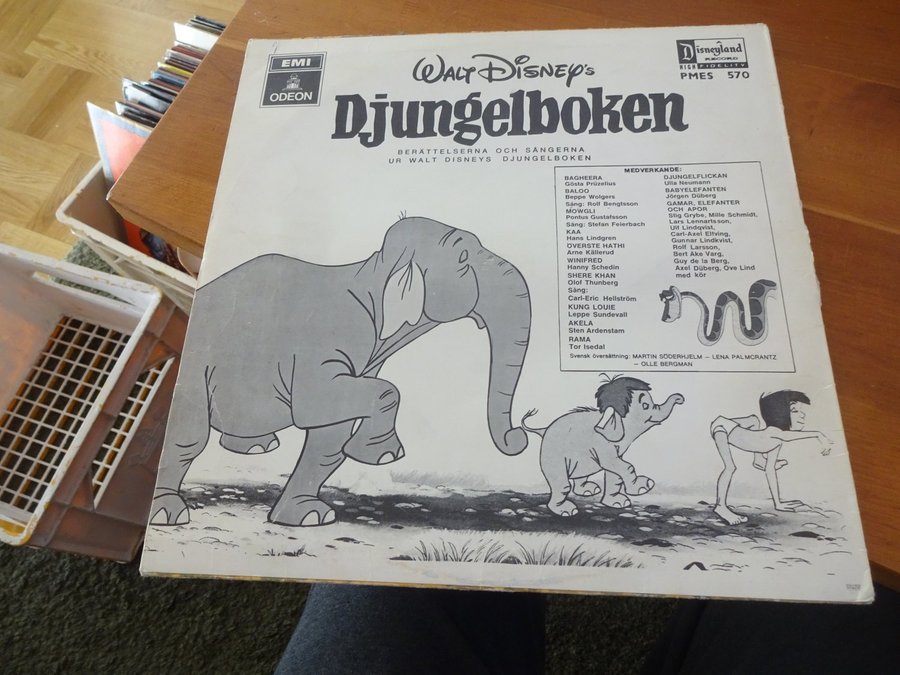 EMI
ODEON
WALT DISNEY'S
Djungelboken
BERÄTTELSERNA OCH SÅNGERNA
UR WALT DISNEYS DJUNGELBOKEN
Disneyland
RECORD
HIGH FIDELITY
PMES 570
MEDVERKANDE:
BAGHEERA
Gösta Prüzelius
BALOO
Beppe Wolgers
Sång: Rolf Bengtsson
MOWGLI
Pontus Gustafsson
Sång: Stefan Feierbach
KAA
Hans Lindgren
ÖVERSTE HATHI
Arne Källerud
WINIFRED
Hanny Schedin
SHERE KHAN
Olof Thunberg
Sång:
Carl-Eric Hellström
KUNG LOUIE
Leppe Sundevall
AKELA
Sten Ardenstam
RAMA
Tor Isedal
DJUNGELFLICKAN
Ulla Neumann
BABYELEFANTEN
Jörgen Düberg
GAMAR, ELEFANTER
OCH APOR
Stig Grybe, Mille Schmidt,
Lars Lennartsson,
Ulf Lindqvist,
Carl-Axel Elfving,
Gunnar Lindkvist,
Rolf Larsson,
Bert Åke Varg,
Guy de la Berg,
Axel Düberg, Ove Lind
med kör
Svensk översättning: MARTIN SÖDERHJELM – LENA PALMCRANTZ
– OLLE BERGMAN